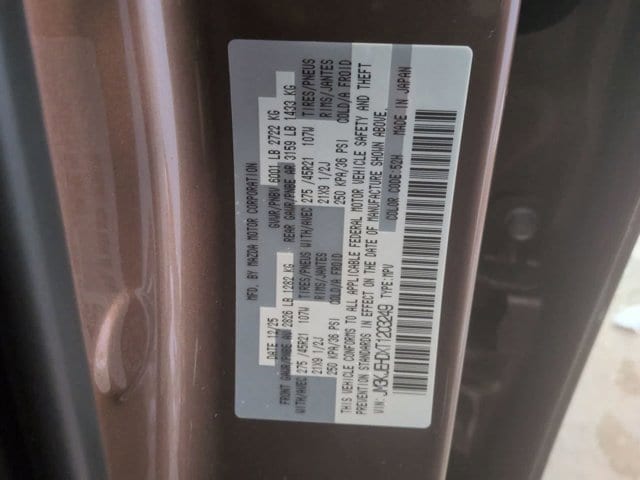 MFD. BY MAZDA MOTOR CORPORATION
DATE 12/25 GVWR/PNBV 6001 LB 2722 KG
FRONT GAWR/PNBE AV 2826 LB 1282 KG REAR GAWR/PNBE AR 3159 LB 1433 KG
WITH/AVEC 275 /45R21 107W TIRES/PNEUS WITH/AVEC 275 /45R21 107W TIRES/PNEUS
21X9 1/2J RIMS/JANTES 21X9 1/2J RIMS/JANTES
250 KPA/36 PSI COLD/A FROID 250 KPA/36 PSI COLD/A FROID
THIS VEHICLE CONFORMS TO ALL APPLICABLE FEDERAL MOTOR VEHICLE SAFETY AND THEFT
PREVENTION STANDARDS IN EFFECT ON THE DATE OF MANUFACTURE SHOWN ABOVE.
VIN: JM3KJEHDXT1203249 TYPE:MPV COLOR CODE:52H MADE IN JAPAN